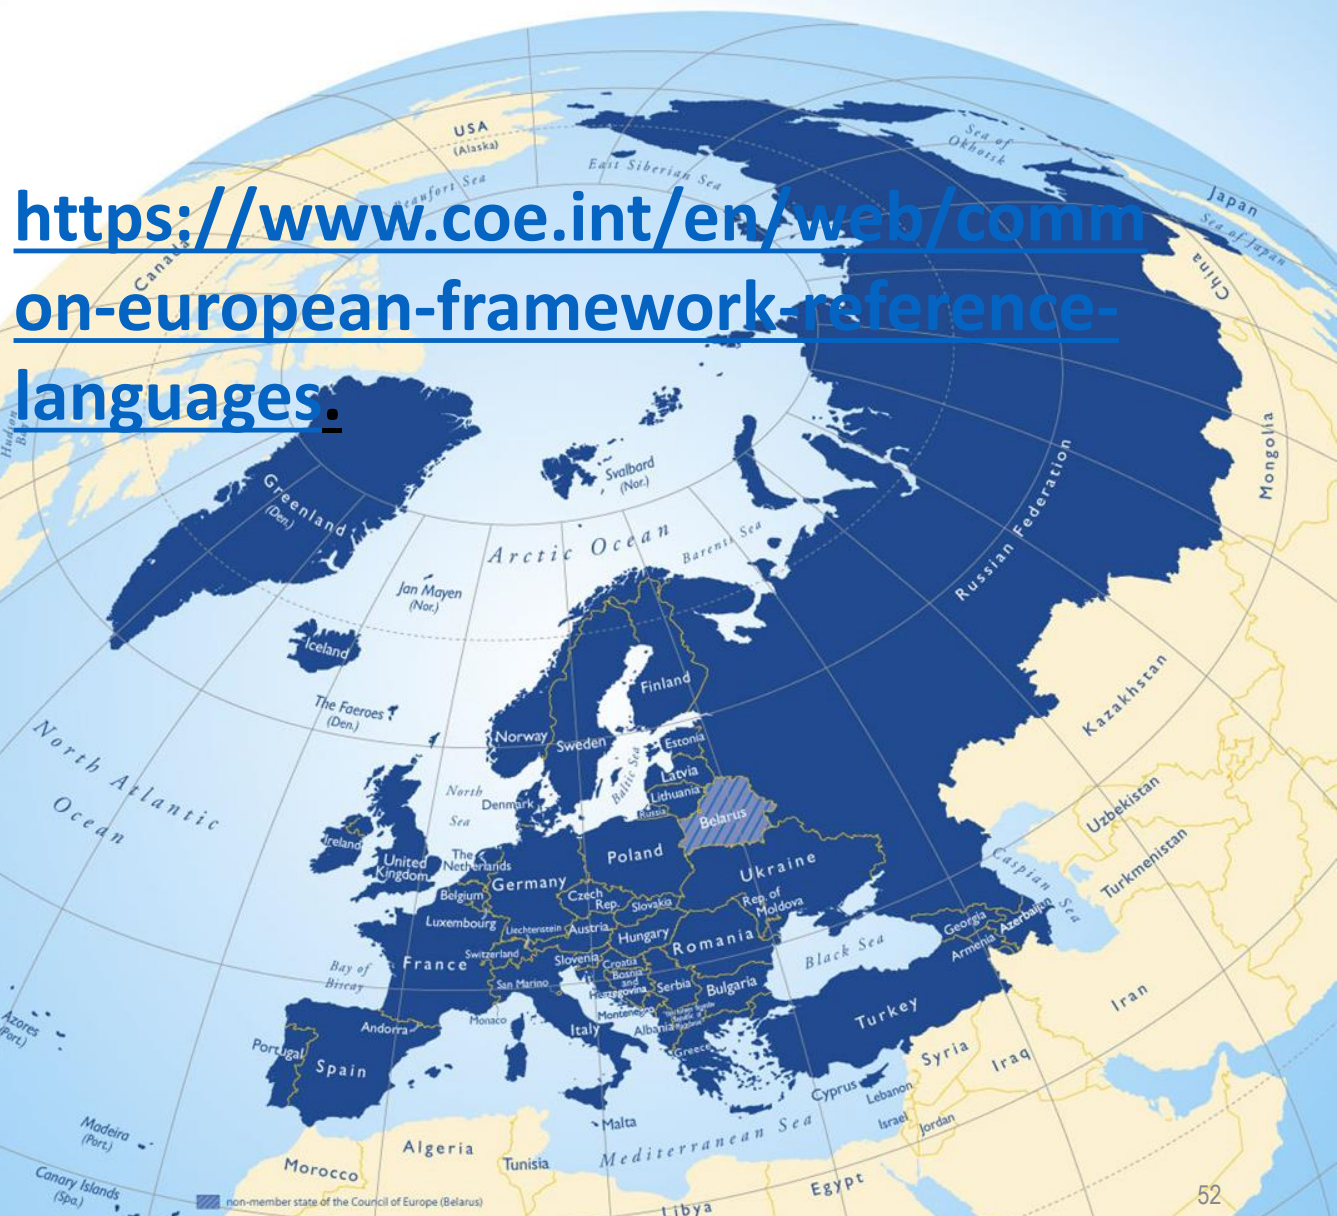 USA
(Alaska)
Sea of
Okhotsk
East Siberian Sea
Beaufort Sea
Japan
Sea of Japan
https://www.coe.int/en/web/comm
on-european-framework-reference-
languages.
Canada
China
Hudson
Bay
Mongolia
Svalbard
(Nor.)
Greenland
(Den.)
Russian Federation
Arctic Ocean
Barents Sea
Jan Mayen
(Nor.)
Iceland
Finland
Kazakhstan
The Faeroes
(Den.)
Norway
Sweden
Estonia
Baltic Sea
Latvia
North Atlantic
Ocean
North
Sea
Denmark
Lithuania
Russia
Belarus
Uzbekistan
Ireland
United
Kingdom
The
Netherlands
Poland
Ukraine
Turkmenistan
Caspian
Sea
Germany
Belgium
Czech
Rep.
Slovakia
Rep. of
Moldova
Luxembourg
Liechtenstein
Austria
Hungary
Romania
Georgia
Azerbaijan
Armenia
Black Sea
France
Switzerland
Slovenia
Croatia
Bay of
Biscay
San Marino
Bosnia
and
Herzegovina
Serbia
Bulgaria
Iran
Azores
(Port.)
Andorra
Monaco
Italy
Montenegro
Albania
Turkey
Portugal
Spain
Greece
Syria
Iraq
Cyprus
Lebanon
Malta
Mediterranean Sea
Israel
Jordan
Madeira
(Port.)
Algeria
Tunisia
Morocco
Egypt
Canary Islands
(Spa.)
non-member state of the Council of Europe (Belarus)
Libya
52